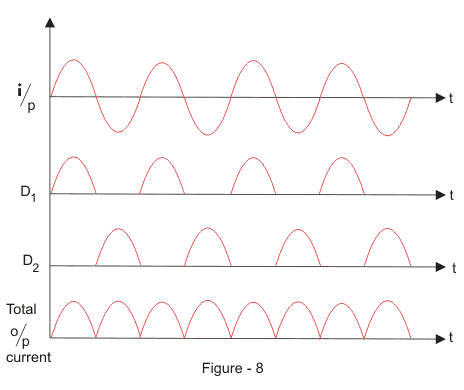 i/p
t
D1
t
D2
t
Total
o/p
current
t
Figure - 8